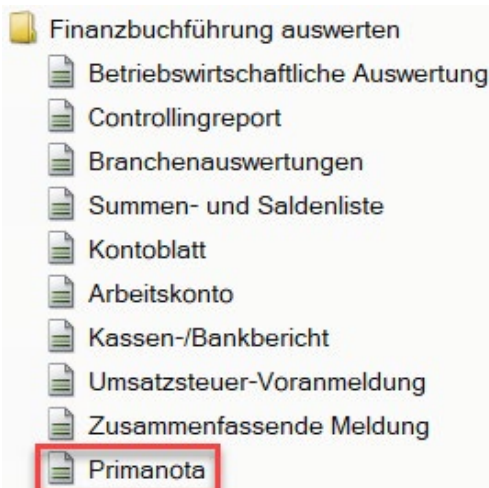 Finanzbuchführung auswerten
Betriebswirtschaftliche Auswertung
Controllingreport
Branchenauswertungen
Summen- und Saldenliste
Kontoblatt
Arbeitskonto
Kassen-/Bankbericht
Umsatzsteuer-Voranmeldung
Zusammenfassende Meldung
Primanota